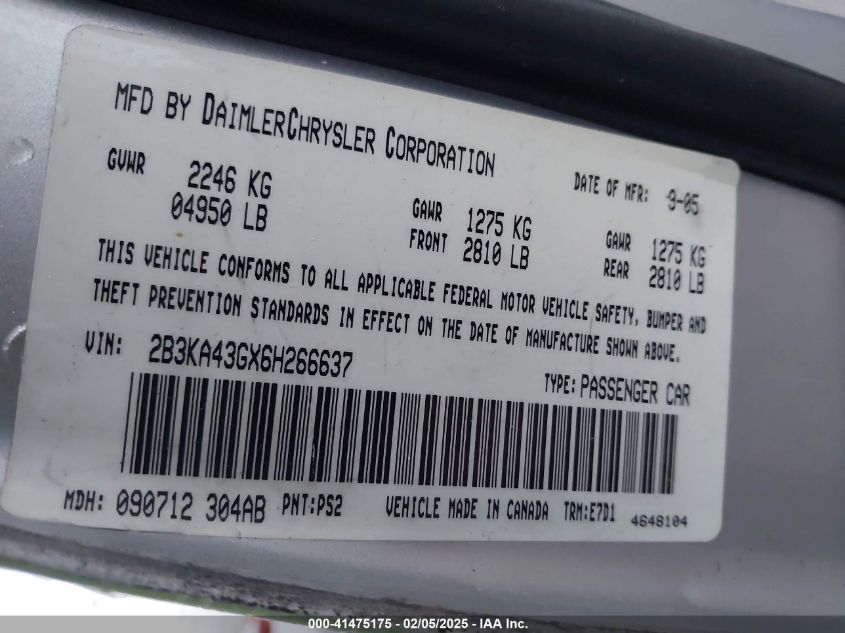 MFD BY DAIMLERCHRYSLER CORPORATION
DATE OF MFR: 9-05
GVWR 2246 KG
04950 LB
GAWR FRONT 1275 KG
2810 LB
GAWR REAR 1275 KG
2810 LB
THIS VEHICLE CONFORMS TO ALL APPLICABLE FEDERAL MOTOR VEHICLE SAFETY, BUMPER AND
THEFT PREVENTION STANDARDS IN EFFECT ON THE DATE OF MANUFACTURE SHOWN ABOVE.
VIN: 2B3KA43GX6H266637
TYPE: PASSENGER CAR
MDH: 090712 304AB PNT:PS2 VEHICLE MADE IN CANADA TRM:E7D1 4648104
000-41475175 - 02/05/2025 - IAA Inc.